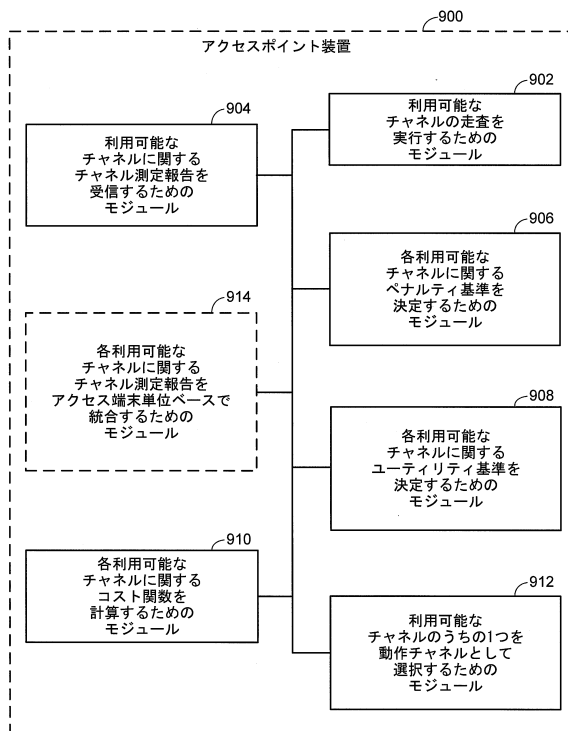 900
アクセスポイント装置
902
利用可能な
チャネルの走査を
実行するための
モジュール
904
利用可能な
チャネルに関する
チャネル測定報告を
受信するための
モジュール
906
各利用可能な
チャネルに関する
ペナルティ基準を
決定するための
モジュール
914
各利用可能な
チャネルに関する
チャネル測定報告を
アクセス端末単位ベースで
統合するための
モジュール
908
各利用可能な
チャネルに関する
ユーティリティ基準を
決定するための
モジュール
910
各利用可能な
チャネルに関する
コスト関数を
計算するための
モジュール
912
利用可能な
チャネルのうちの1つを
動作チャネルとして
選択するための
モジュール